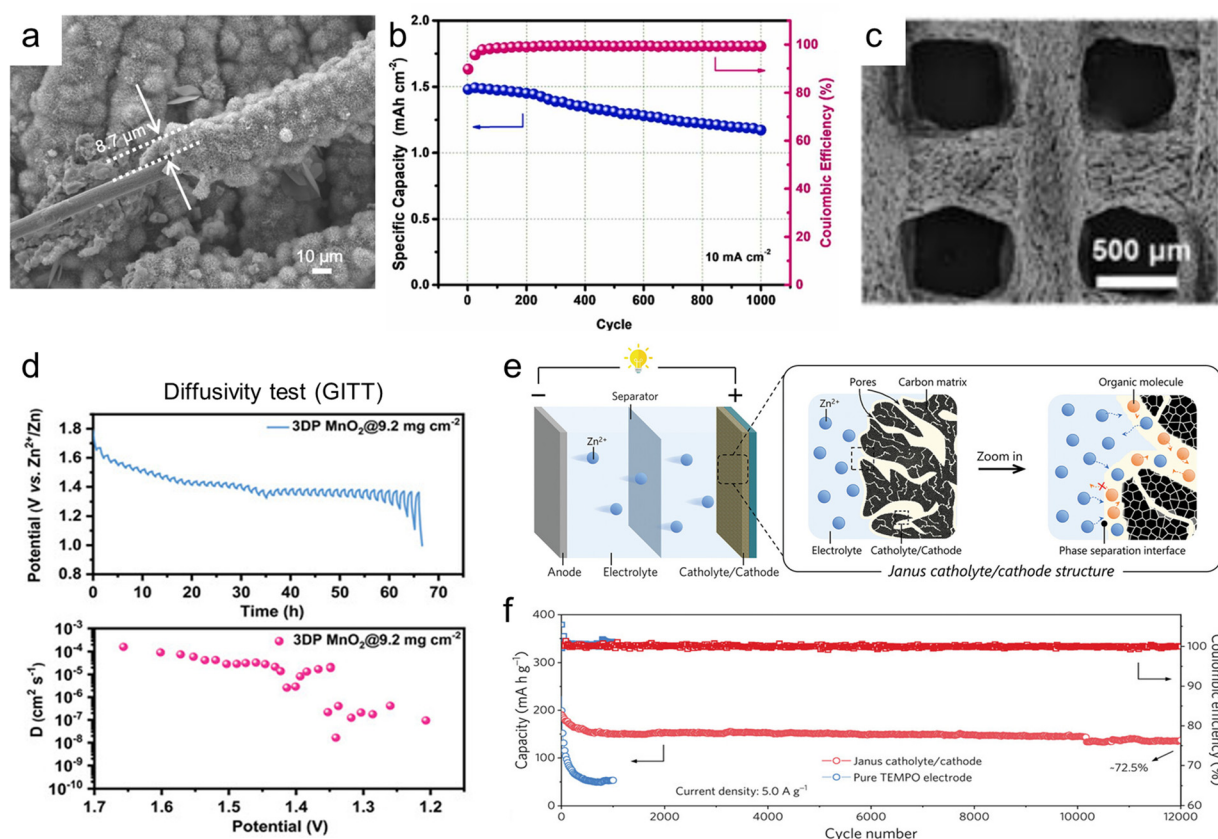 a
8.7 μm
10 μm
b
Specific Capacity (mAh cm⁻²)
2.0
1.5
1.0
0.5
0.0
100
80
60
40
20
0
Coulombic Efficiency (%)
10 mA cm⁻²
0 200 400 600 800 1000
Cycle
c
500 μm
d
Diffusivity test (GITT)
3DP MnO₂@9.2 mg cm⁻²
Potential (V vs. Zn²⁺/Zn)
1.8
1.6
1.4
1.2
1.0
0.8
0 10 20 30 40 50 60 70
Time (h)
3DP MnO₂@9.2 mg cm⁻²
D (cm² s⁻¹)
10⁻³
10⁻⁴
10⁻⁵
10⁻⁶
10⁻⁷
10⁻⁸
10⁻⁹
10⁻¹⁰
1.7 1.6 1.5 1.4 1.3 1.2
Potential (V)
e
−
+
Separator
Zn²⁺
Anode
Electrolyte
Catholyte/Cathode
Pores
Carbon matrix
Zn²⁺
Electrolyte
Catholyte/Cathode
Zoom in
Organic molecule
Phase separation interface
Janus catholyte/cathode structure
f
Capacity (mA h g⁻¹)
400
350
300
200
150
100
50
0
Coulombic efficiency (%)
100
95
90
80
70
60
~72.5%
Janus catholyte/cathode
Pure TEMPO electrode
Current density: 5.0 A g⁻¹
0 2000 4000 6000 8000 10000 12000
Cycle number